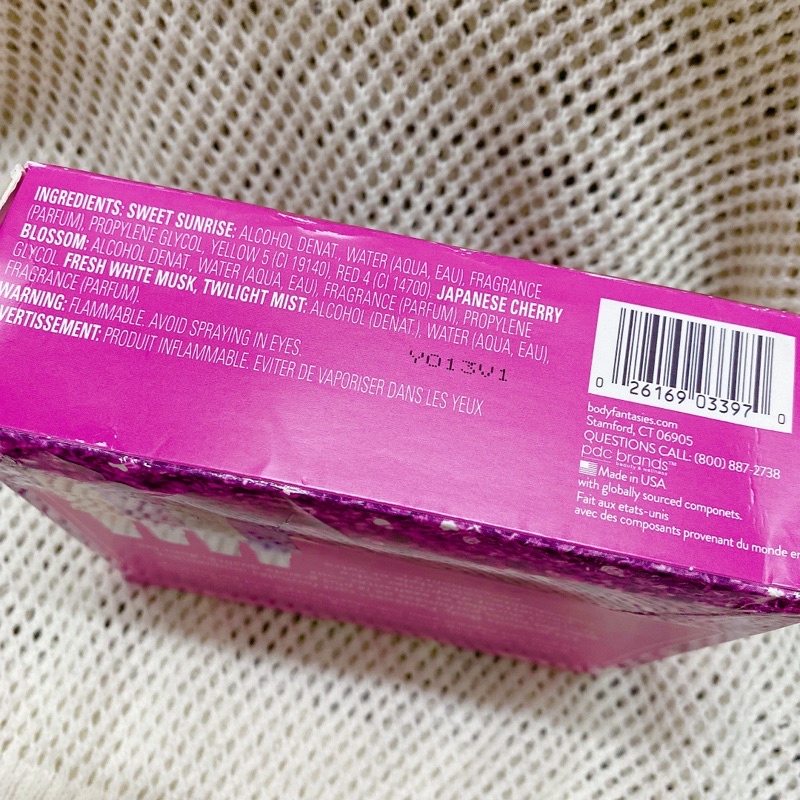 INGREDIENTS: SWEET SUNRISE: ALCOHOL DENAT., WATER (AQUA, EAU), FRAGRANCE
(PARFUM), PROPYLENE GLYCOL, YELLOW 5 (CI 19140), RED 4 (CI 14700). JAPANESE CHERRY
BLOSSOM: ALCOHOL DENAT., WATER (AQUA, EAU), FRAGRANCE (PARFUM), PROPYLENE
GLYCOL. FRESH WHITE MUSK, TWILIGHT MIST: ALCOHOL (DENAT.), WATER (AQUA, EAU),
FRAGRANCE (PARFUM).
WARNING: FLAMMABLE. AVOID SPRAYING IN EYES.
VERTISSEMENT: PRODUIT INFLAMMABLE. EVITER DE VAPORISER DANS LES YEUX
Y013V1
0 26169 03397 0
bodyfantasies.com
Stamford, CT 06905
QUESTIONS CALL: (800) 887-2738
pdc brands™
beauty & wellness
Made in USA
with globally sourced componets.
Fait aux etats-unis
avec des composants provenant du monde en